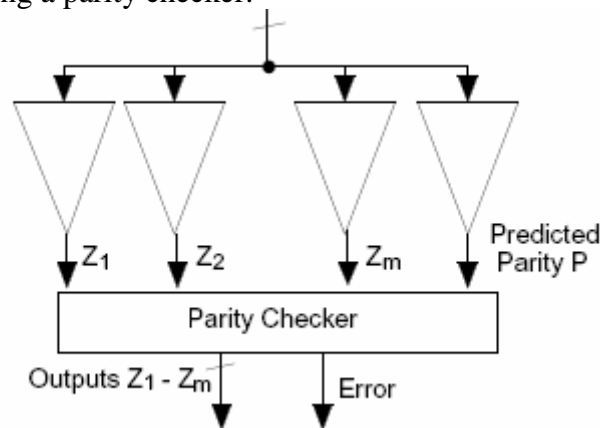 ng a parity checker.
Z1 Z2 Zm Predicted
Parity P
Parity Checker
Outputs Z1 - Zm Error